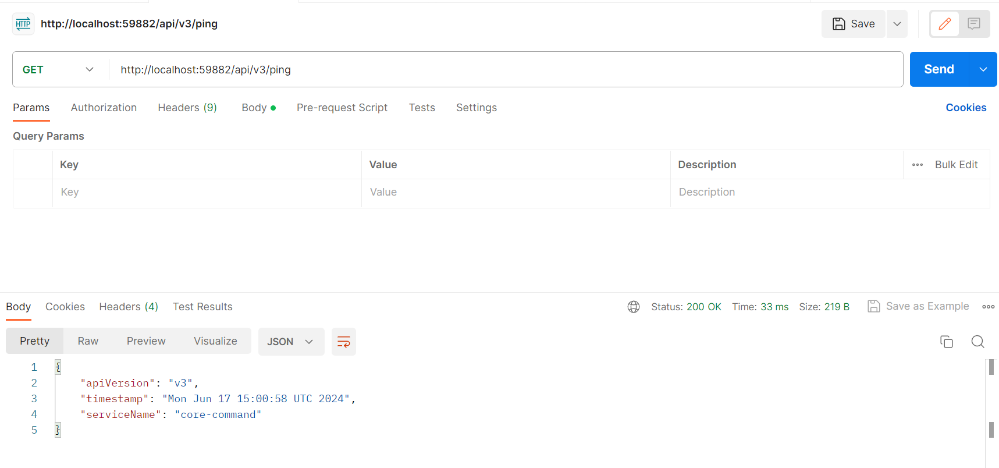 HTTP http://localhost:59882/api/v3/ping Save
GET http://localhost:59882/api/v3/ping Send
Params Authorization Headers (9) Body Pre-request Script Tests Settings Cookies
Query Params
Key Value Description Bulk Edit
Key Value Description
Body Cookies Headers (4) Test Results Status: 200 OK Time: 33 ms Size: 219 B Save as Example
Pretty Raw Preview Visualize JSON
1 {
2 "apiVersion": "v3",
3 "timestamp": "Mon Jun 17 15:00:58 UTC 2024",
4 "serviceName": "core-command"
5 }